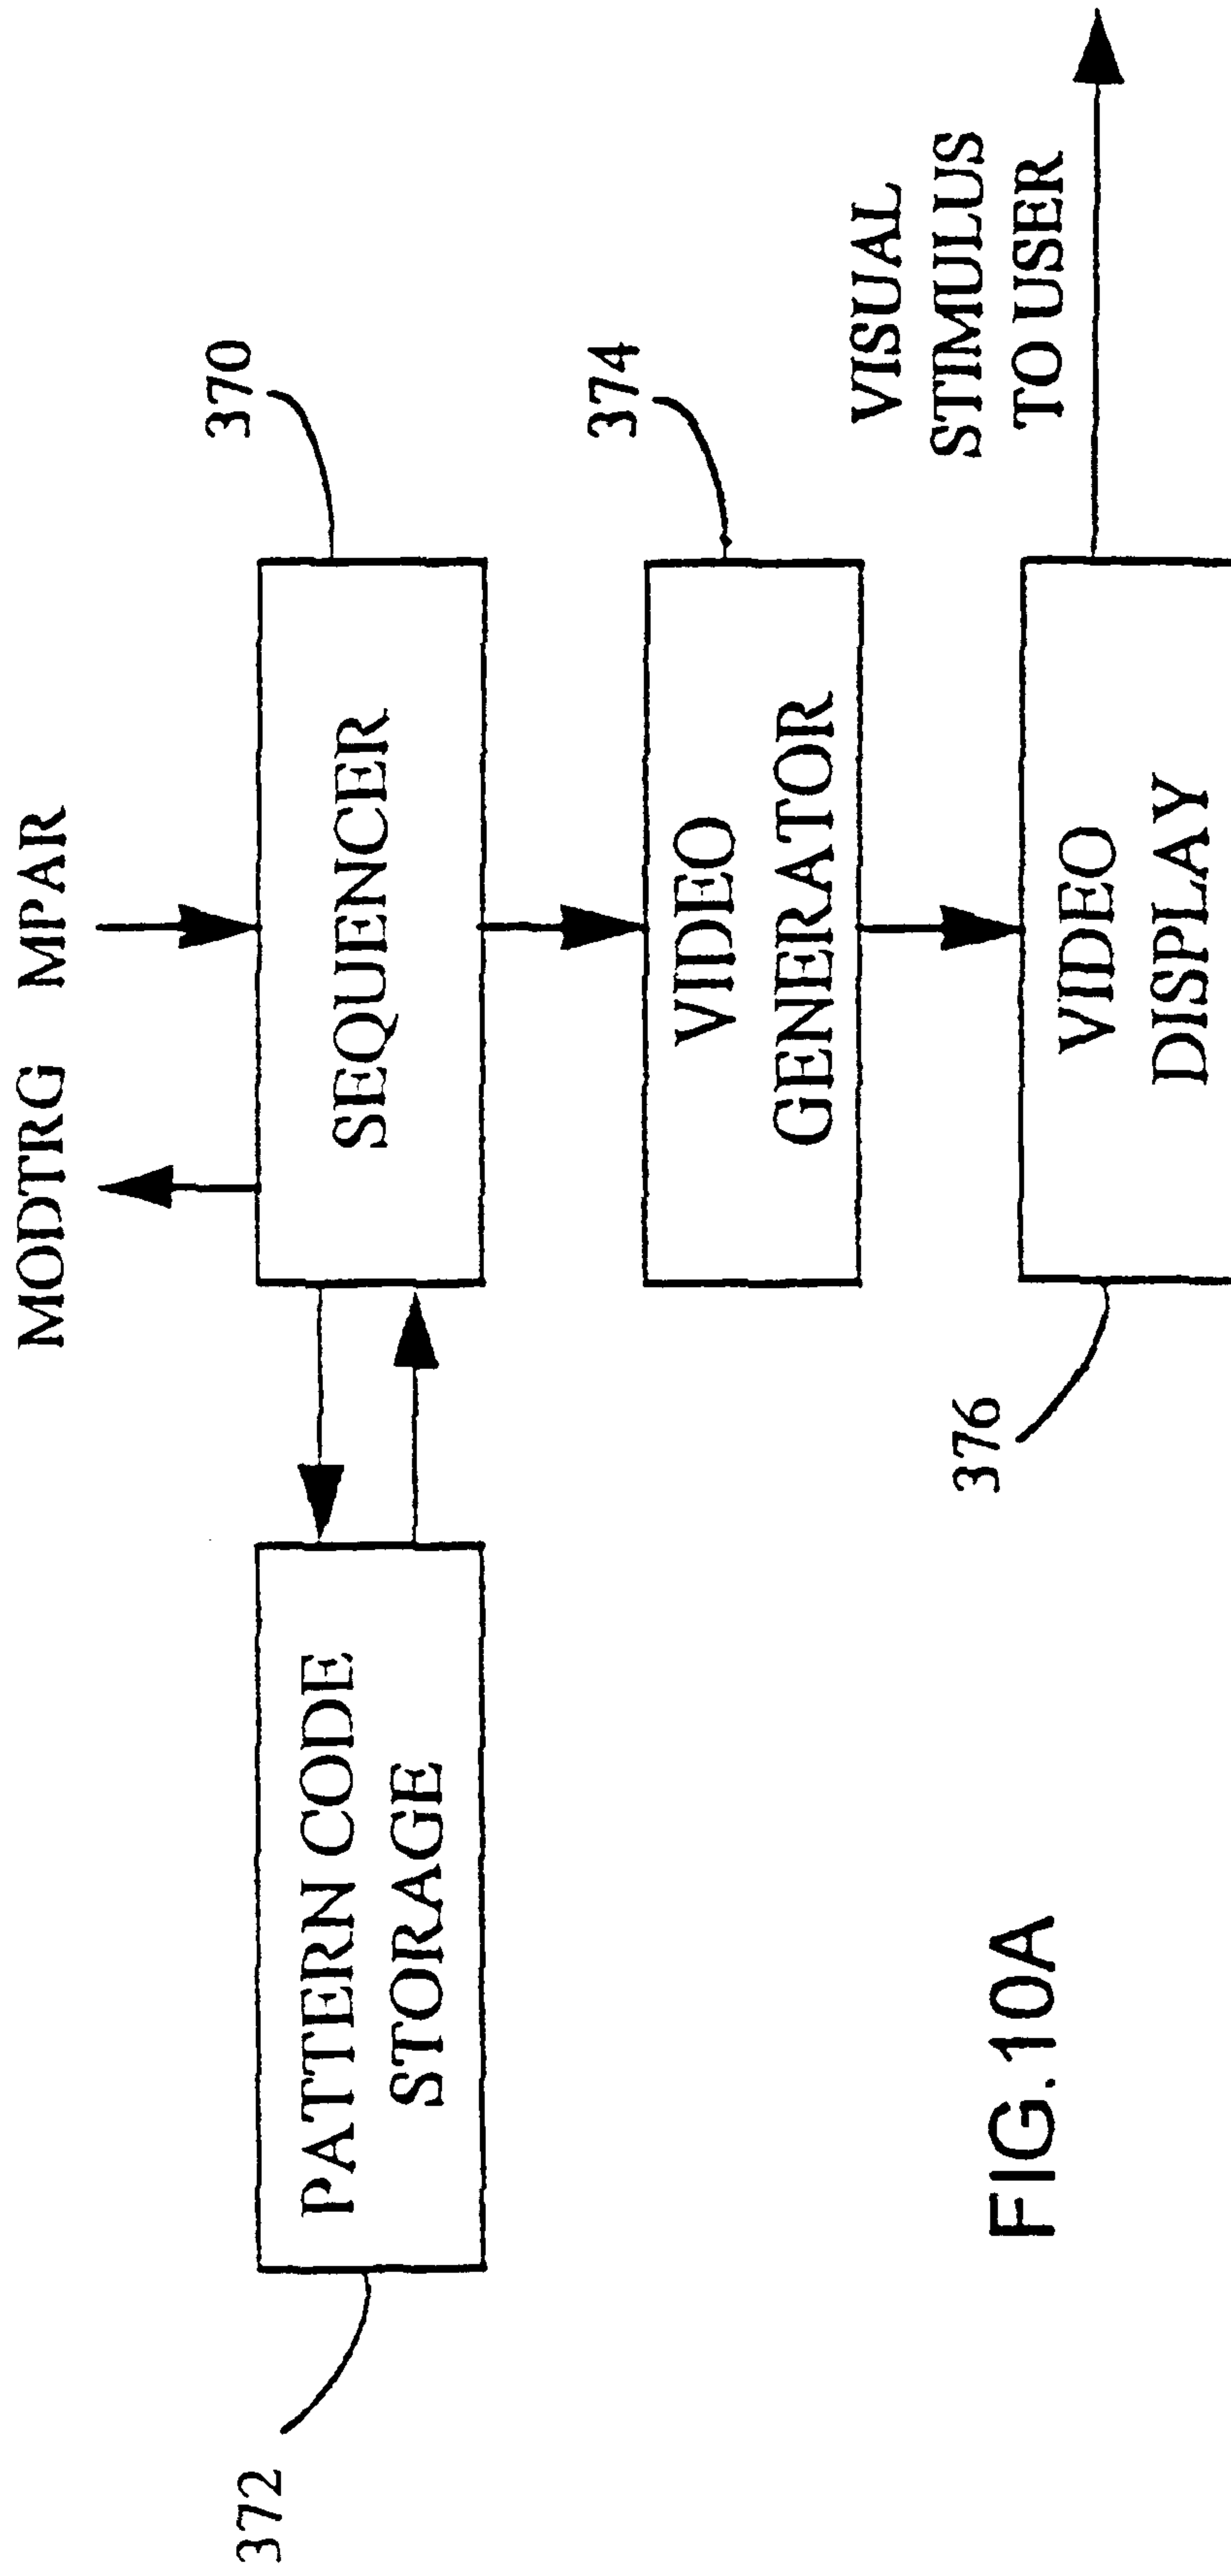 MODTRG MPAR
370
SEQUENCER
372
PATTERN CODE
STORAGE
374
VIDEO
GENERATOR
VISUAL
STIMULUS
TO USER
376
VIDEO
DISPLAY
FIG.10A